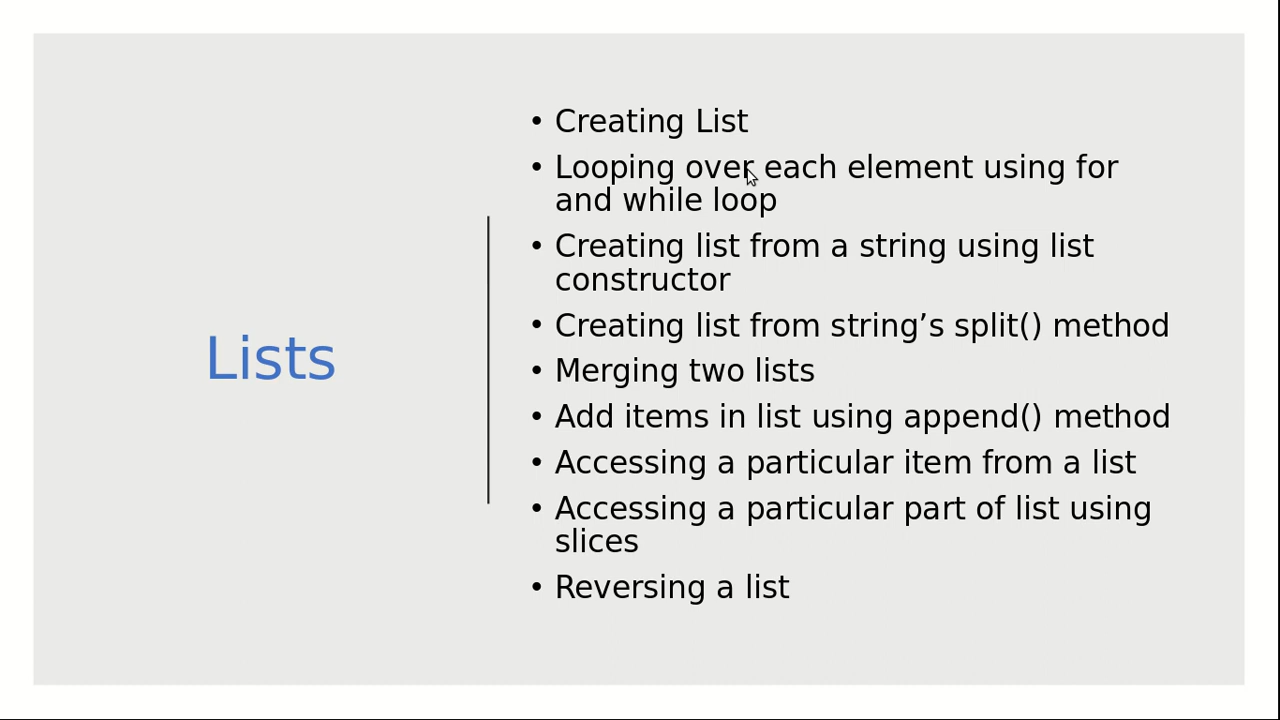 Lists
• Creating List
• Looping over each element using for
and while loop
• Creating list from a string using list
constructor
• Creating list from string’s split() method
• Merging two lists
• Add items in list using append() method
• Accessing a particular item from a list
• Accessing a particular part of list using
slices
• Reversing a list